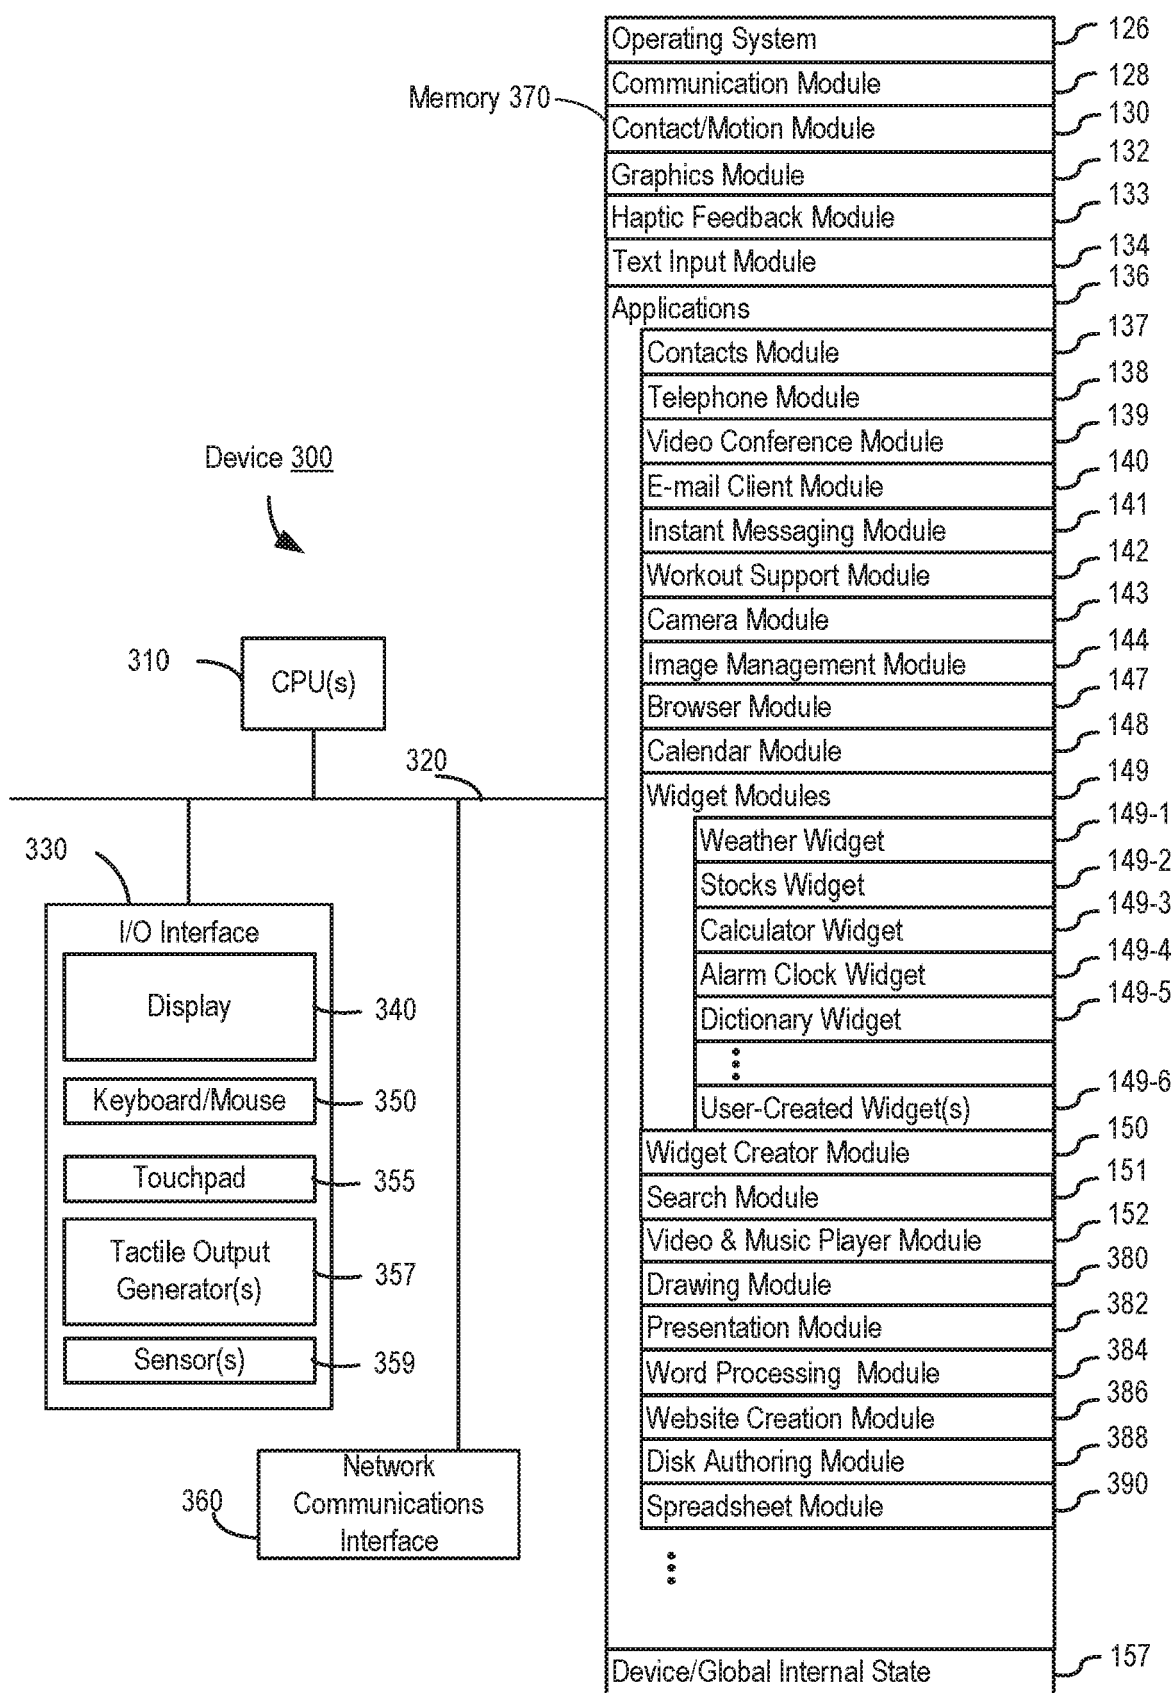 Operating System 126
Communication Module 128
Memory 370
Contact/Motion Module 130
Graphics Module 132
Haptic Feedback Module 133
Text Input Module 134
Applications 136
Contacts Module 137
Telephone Module 138
Video Conference Module 139
E-mail Client Module 140
Instant Messaging Module 141
Workout Support Module 142
Camera Module 143
Image Management Module 144
Browser Module 147
Calendar Module 148
Widget Modules 149
Weather Widget 149-1
Stocks Widget 149-2
Calculator Widget 149-3
Alarm Clock Widget 149-4
Dictionary Widget 149-5
User-Created Widget(s) 149-6
Widget Creator Module 150
Search Module 151
Video & Music Player Module 152
Drawing Module 380
Presentation Module 382
Word Processing Module 384
Website Creation Module 386
Disk Authoring Module 388
Spreadsheet Module 390
Device/Global Internal State 157
Device 300
310
CPU(s)
320
330
I/O Interface
Display 340
Keyboard/Mouse 350
Touchpad 355
Tactile Output
Generator(s) 357
Sensor(s) 359
360
Network
Communications
Interface